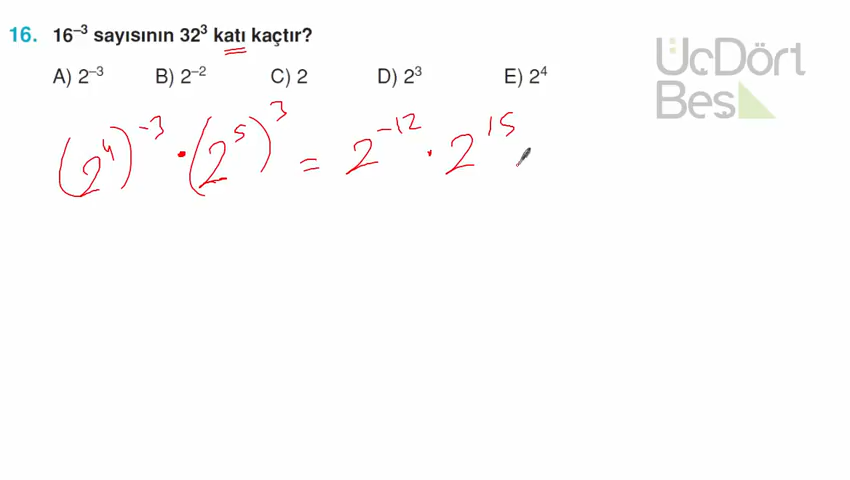 16. 16⁻³ sayısının 32³ katı kaçtır?
A) 2⁻³ B) 2⁻² C) 2 D) 2³ E) 2⁴
(2⁴)⁻³ · (2⁵)³ = 2⁻¹² · 2¹⁵
ÜçDört
Beş